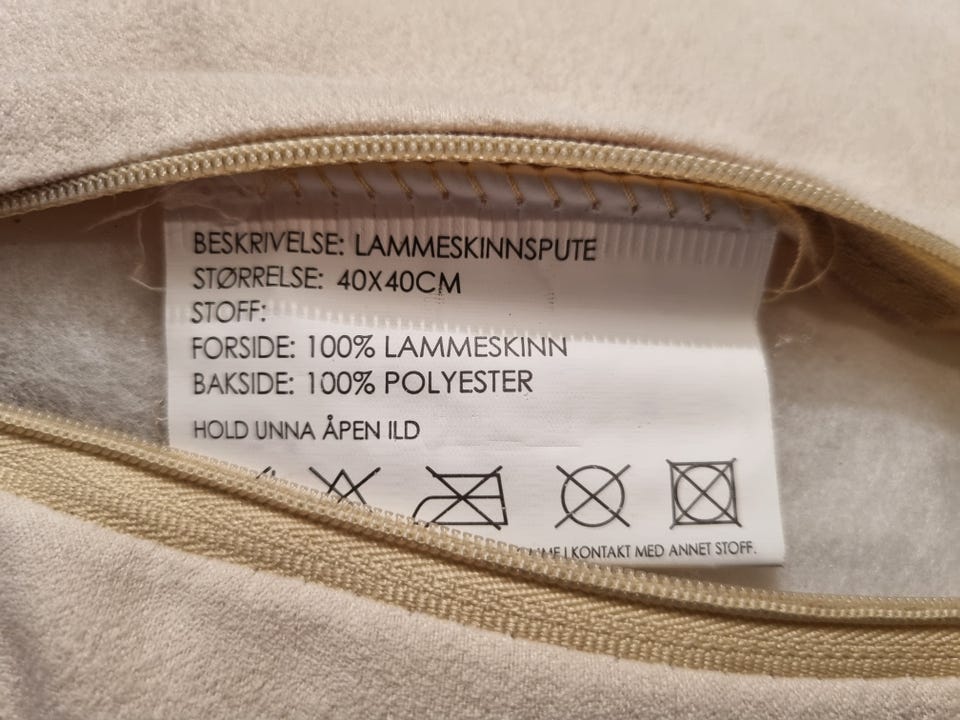 BESKRIVELSE: LAMMESKINNSPUTE
STØRRELSE: 40X40CM
STOFF:
FORSIDE: 100% LAMMESKINN
BAKSIDE: 100% POLYESTER
HOLD UNNA ÅPEN ILD
I KONTAKT MED ANNET STOFF.